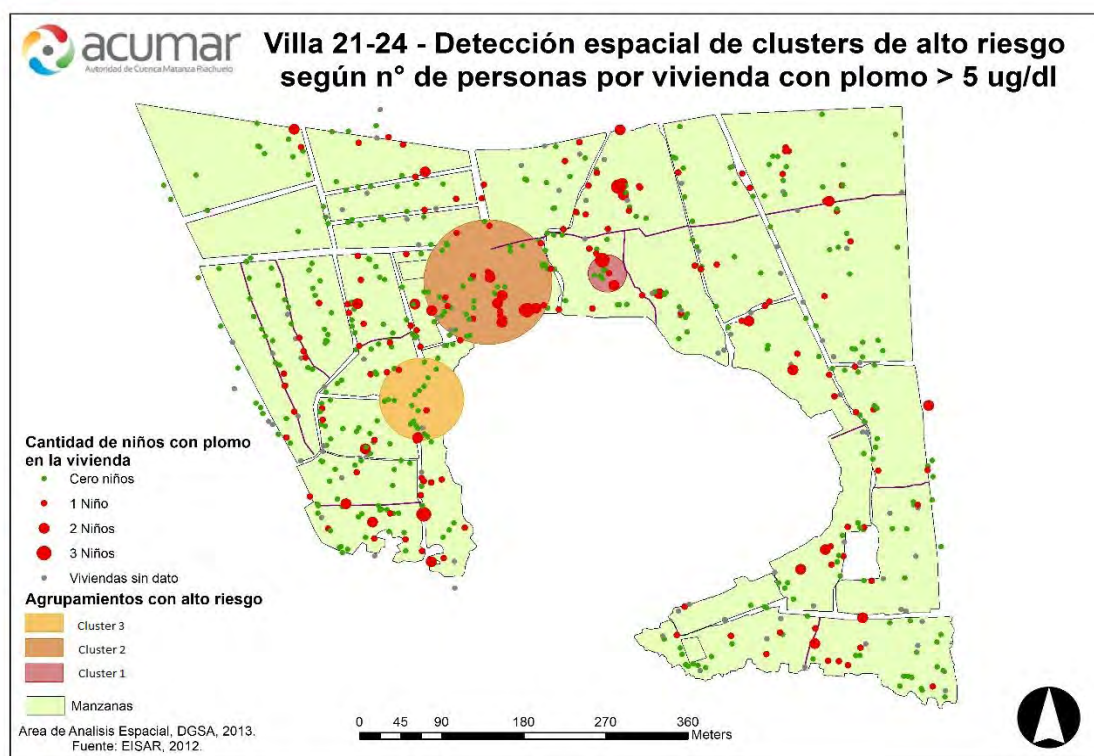 acumar
Autoridad de Cuenca Matanza Riachuelo
Villa 21-24 - Detección espacial de clusters de alto riesgo
según n° de personas por vivienda con plomo > 5 ug/dl
Cantidad de niños con plomo
en la vivienda
Cero niños
1 Niño
2 Niños
3 Niños
Viviendas sin dato
Agrupamientos con alto riesgo
Cluster 3
Cluster 2
Cluster 1
Manzanas
Area de Analisis Espacial, DGSA, 2013.
Fuente: EISAR, 2012.
0 45 90 180 270 360
Meters